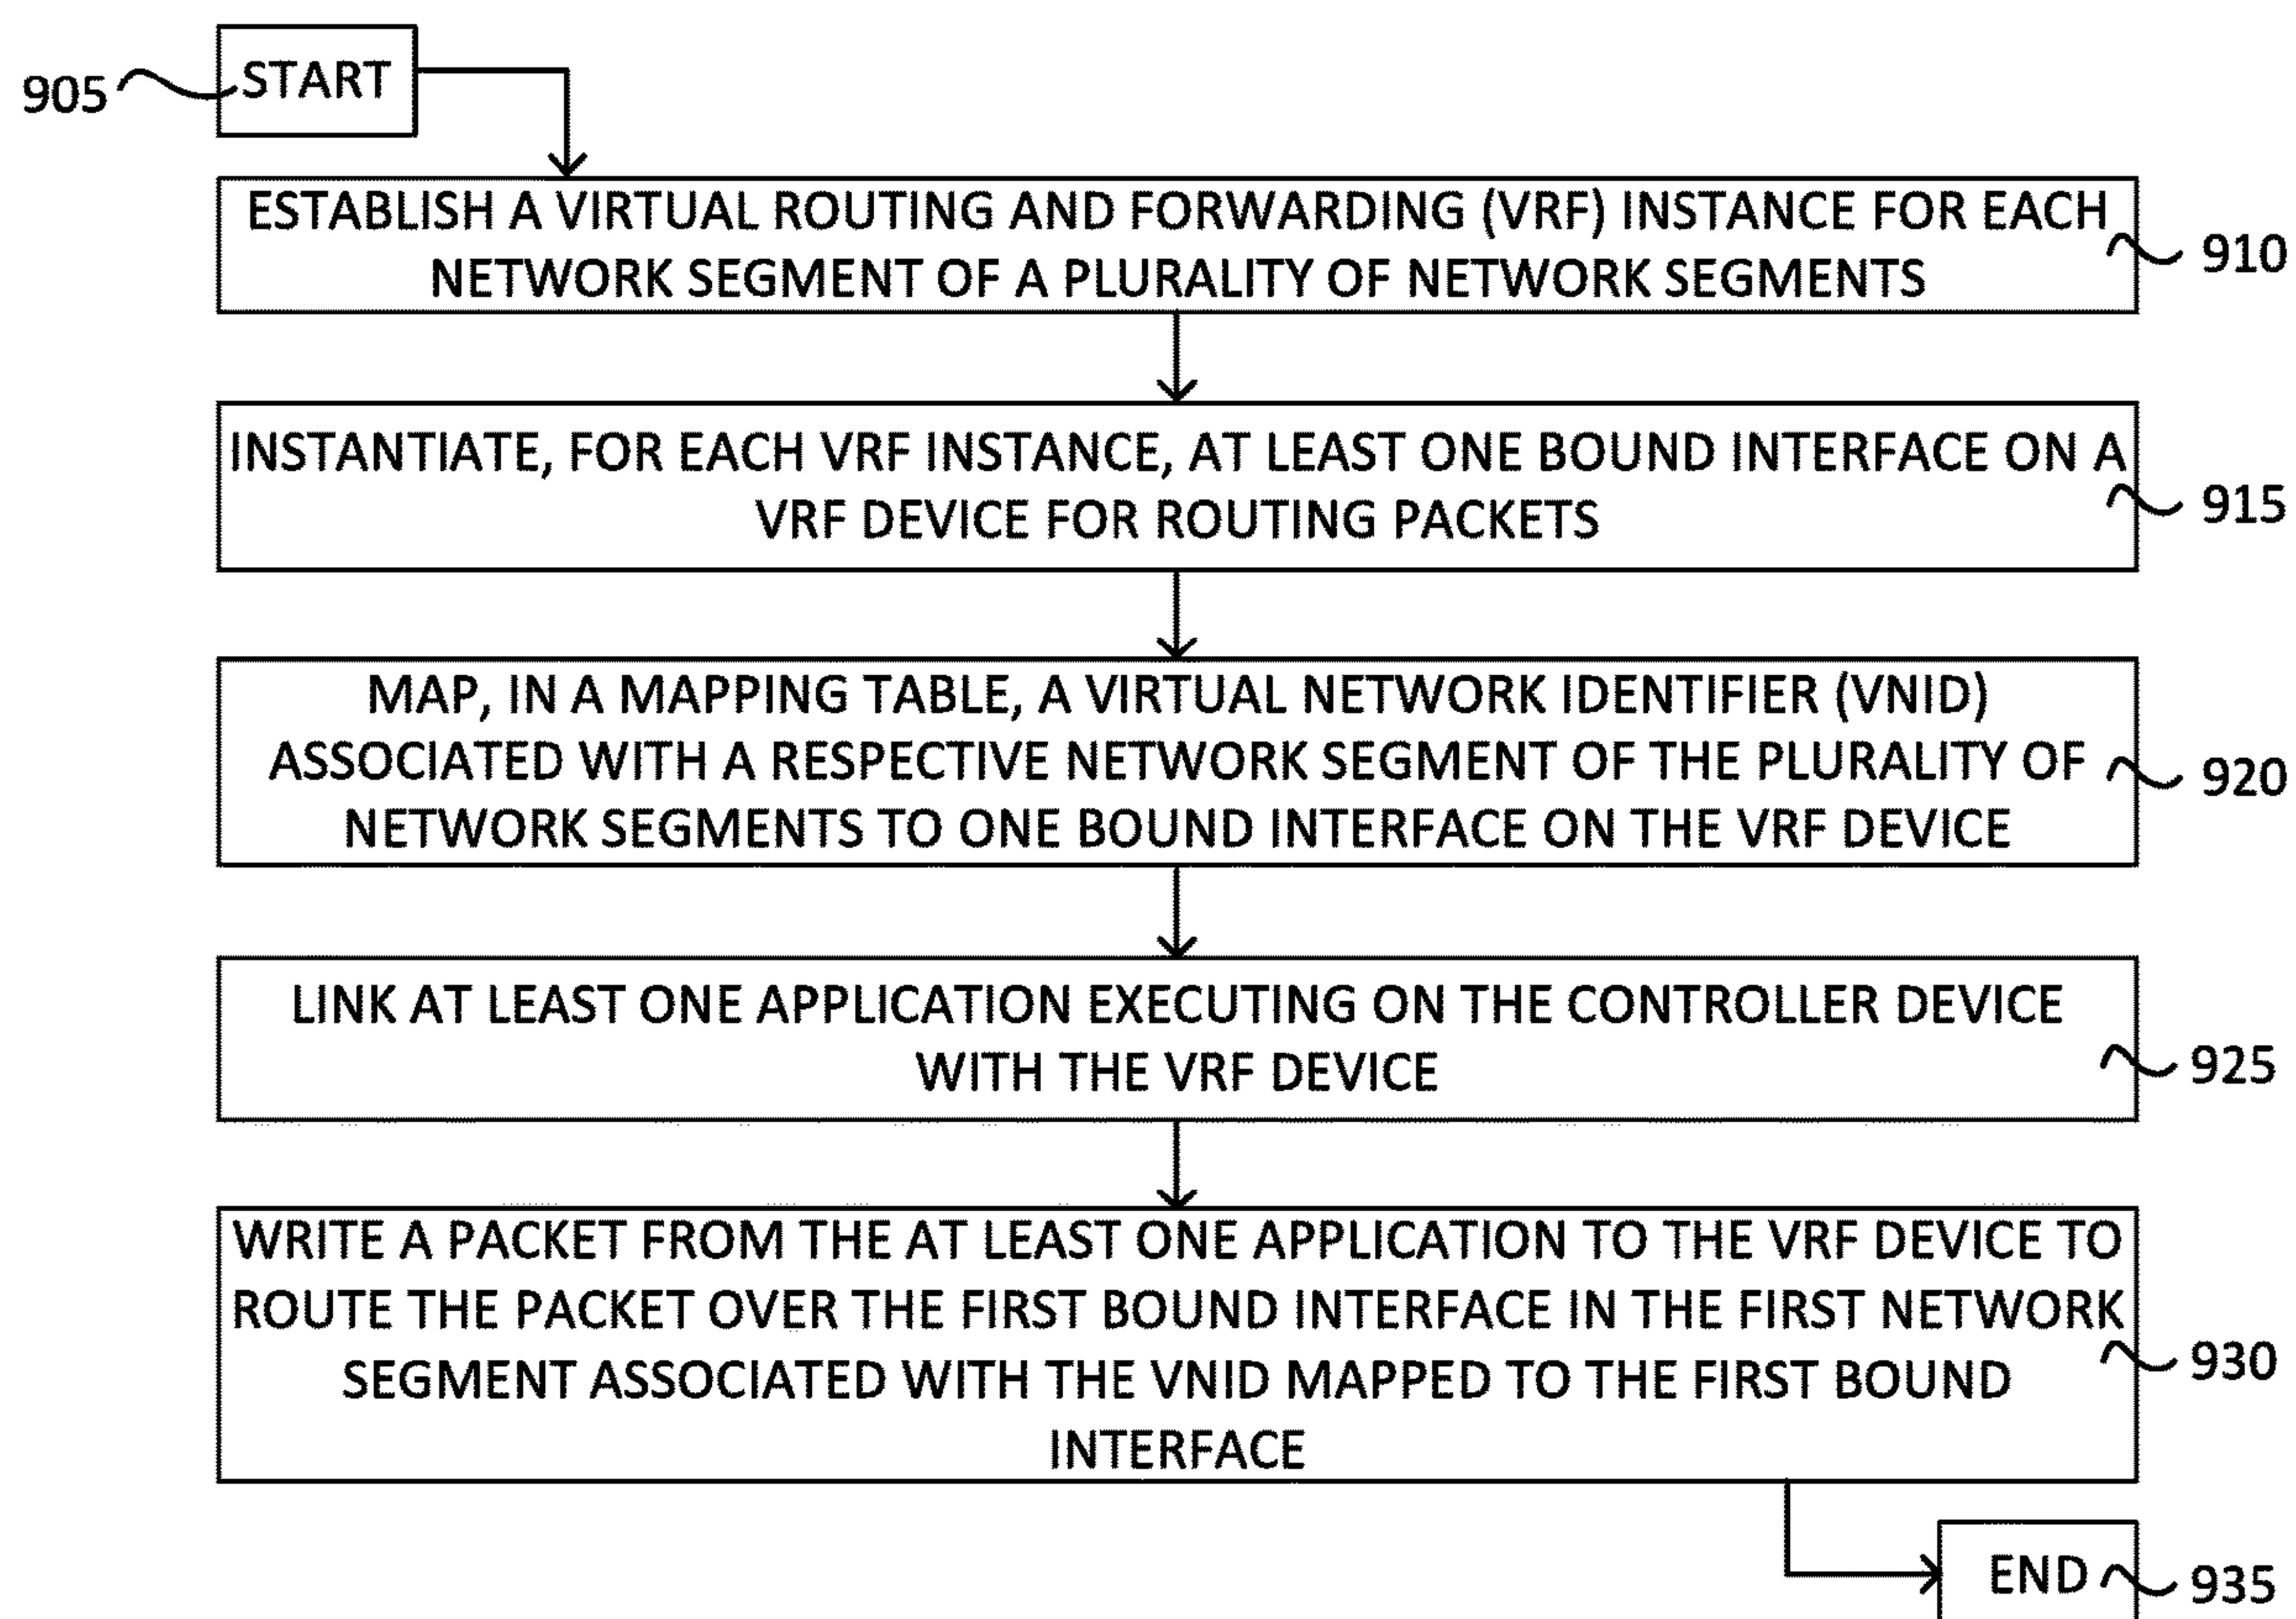 905
START
ESTABLISH A VIRTUAL ROUTING AND FORWARDING (VRF) INSTANCE FOR EACH
NETWORK SEGMENT OF A PLURALITY OF NETWORK SEGMENTS
910
INSTANTIATE, FOR EACH VRF INSTANCE, AT LEAST ONE BOUND INTERFACE ON A
VRF DEVICE FOR ROUTING PACKETS
915
MAP, IN A MAPPING TABLE, A VIRTUAL NETWORK IDENTIFIER (VNID)
ASSOCIATED WITH A RESPECTIVE NETWORK SEGMENT OF THE PLURALITY OF
NETWORK SEGMENTS TO ONE BOUND INTERFACE ON THE VRF DEVICE
920
LINK AT LEAST ONE APPLICATION EXECUTING ON THE CONTROLLER DEVICE
WITH THE VRF DEVICE
925
WRITE A PACKET FROM THE AT LEAST ONE APPLICATION TO THE VRF DEVICE TO
ROUTE THE PACKET OVER THE FIRST BOUND INTERFACE IN THE FIRST NETWORK
SEGMENT ASSOCIATED WITH THE VNID MAPPED TO THE FIRST BOUND
INTERFACE
930
END
935